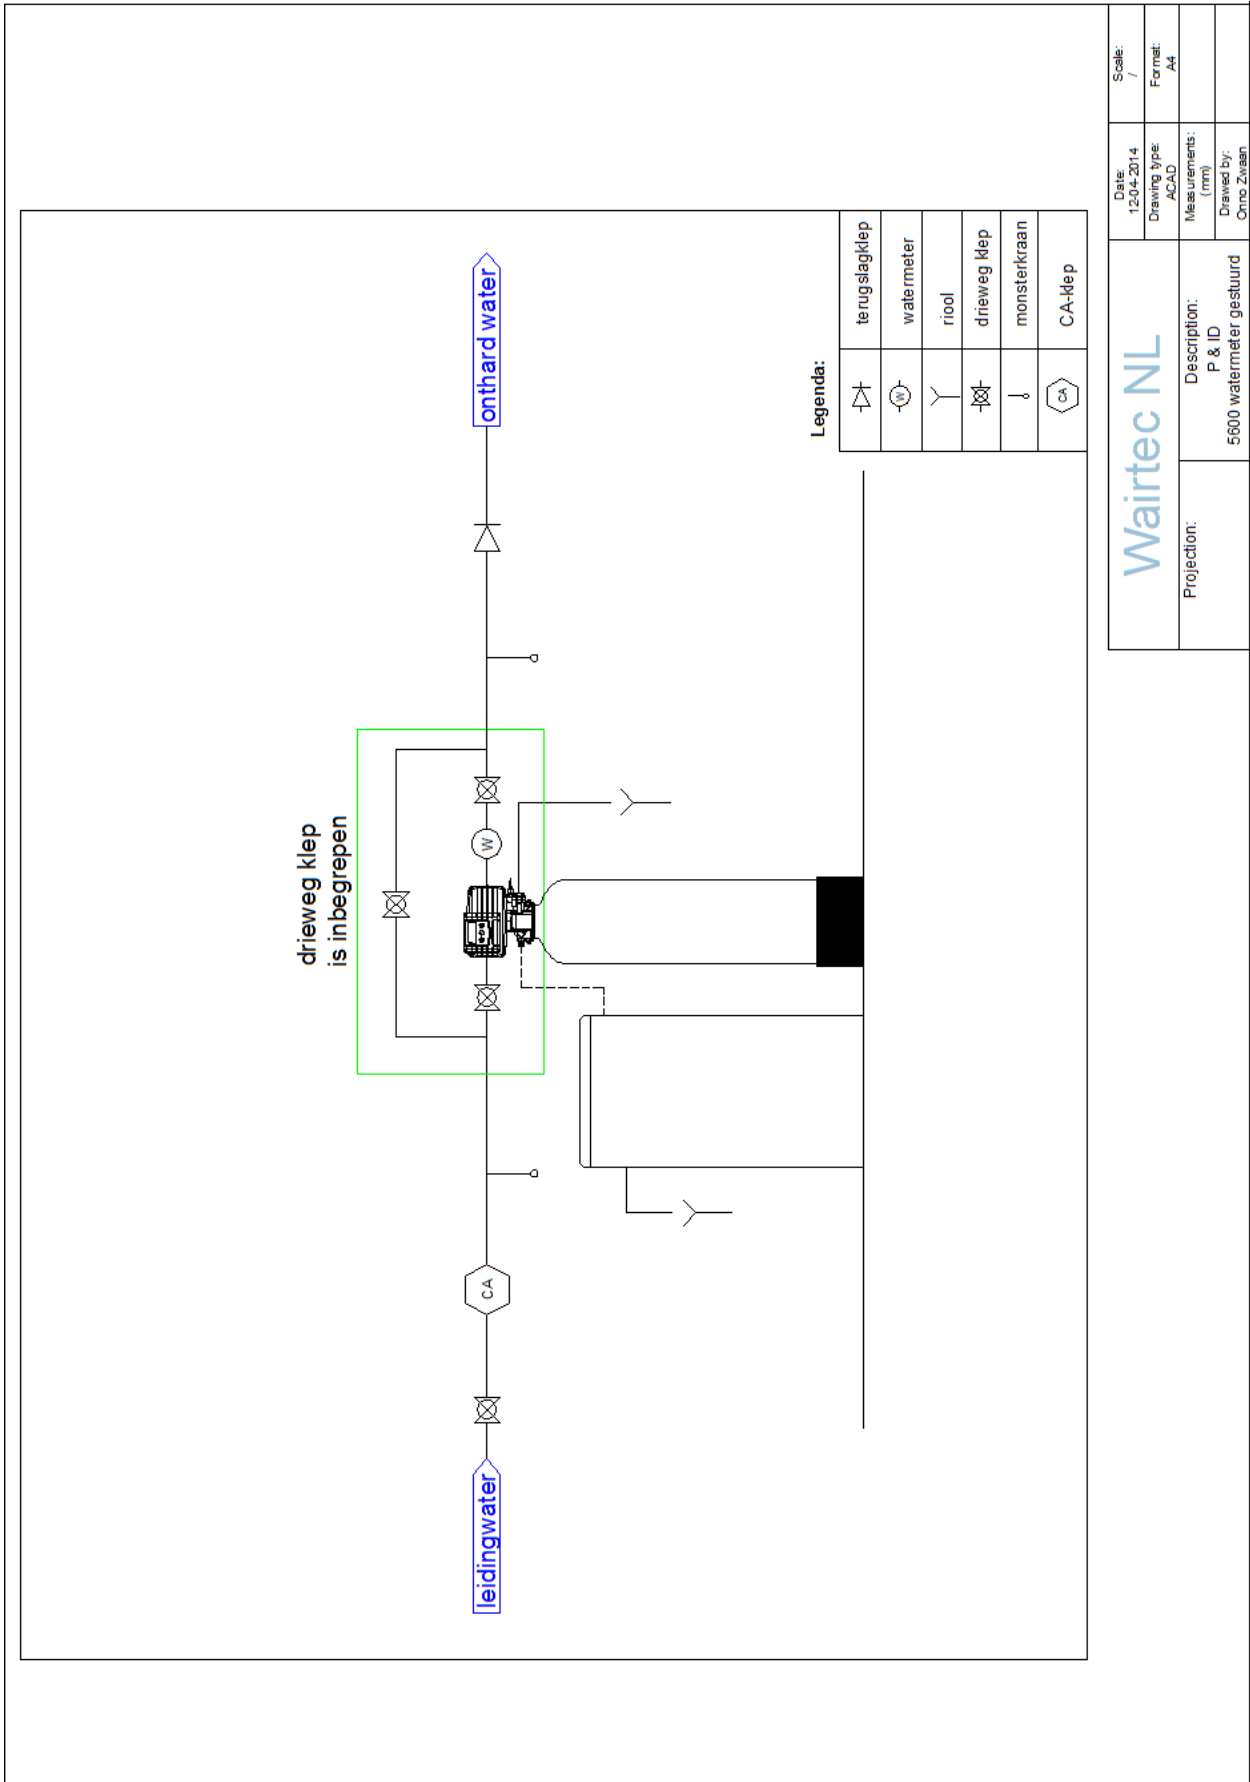 drieweg klep
is inbegrepen
leidingwater
CA
W
onthard water
Legenda:
terugslagklep
W
watermeter
riool
drieweg klep
monsterkraan
CA
CA-klep
Wairtec NL
Date:
12-04-2014
Scale:
/
Drawing type:
ACAD
Format:
A4
Projection:
Description:
P & ID
5600 watermeter gestuurd
Measurements:
(mm)
Drawed by:
Onno Zwaan